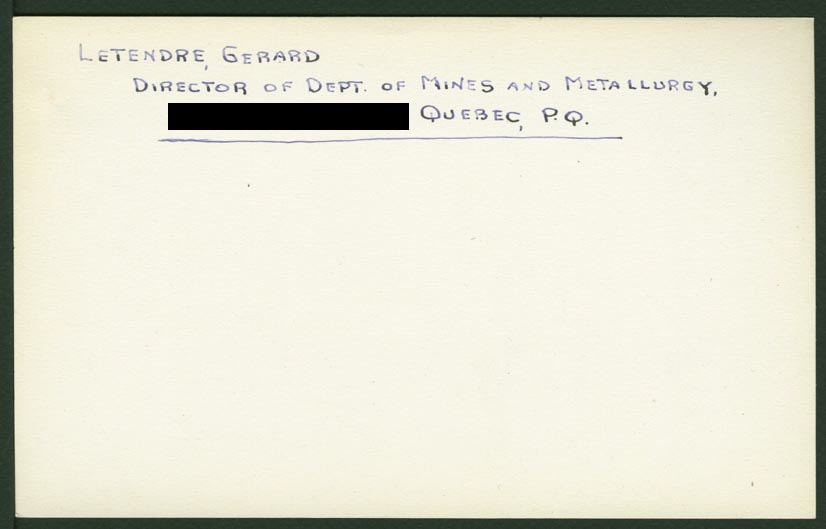 LETENDRE, GERARD
DIRECTOR OF DEPT. OF MINES AND METALLURGY,
QUEBEC, P.Q.